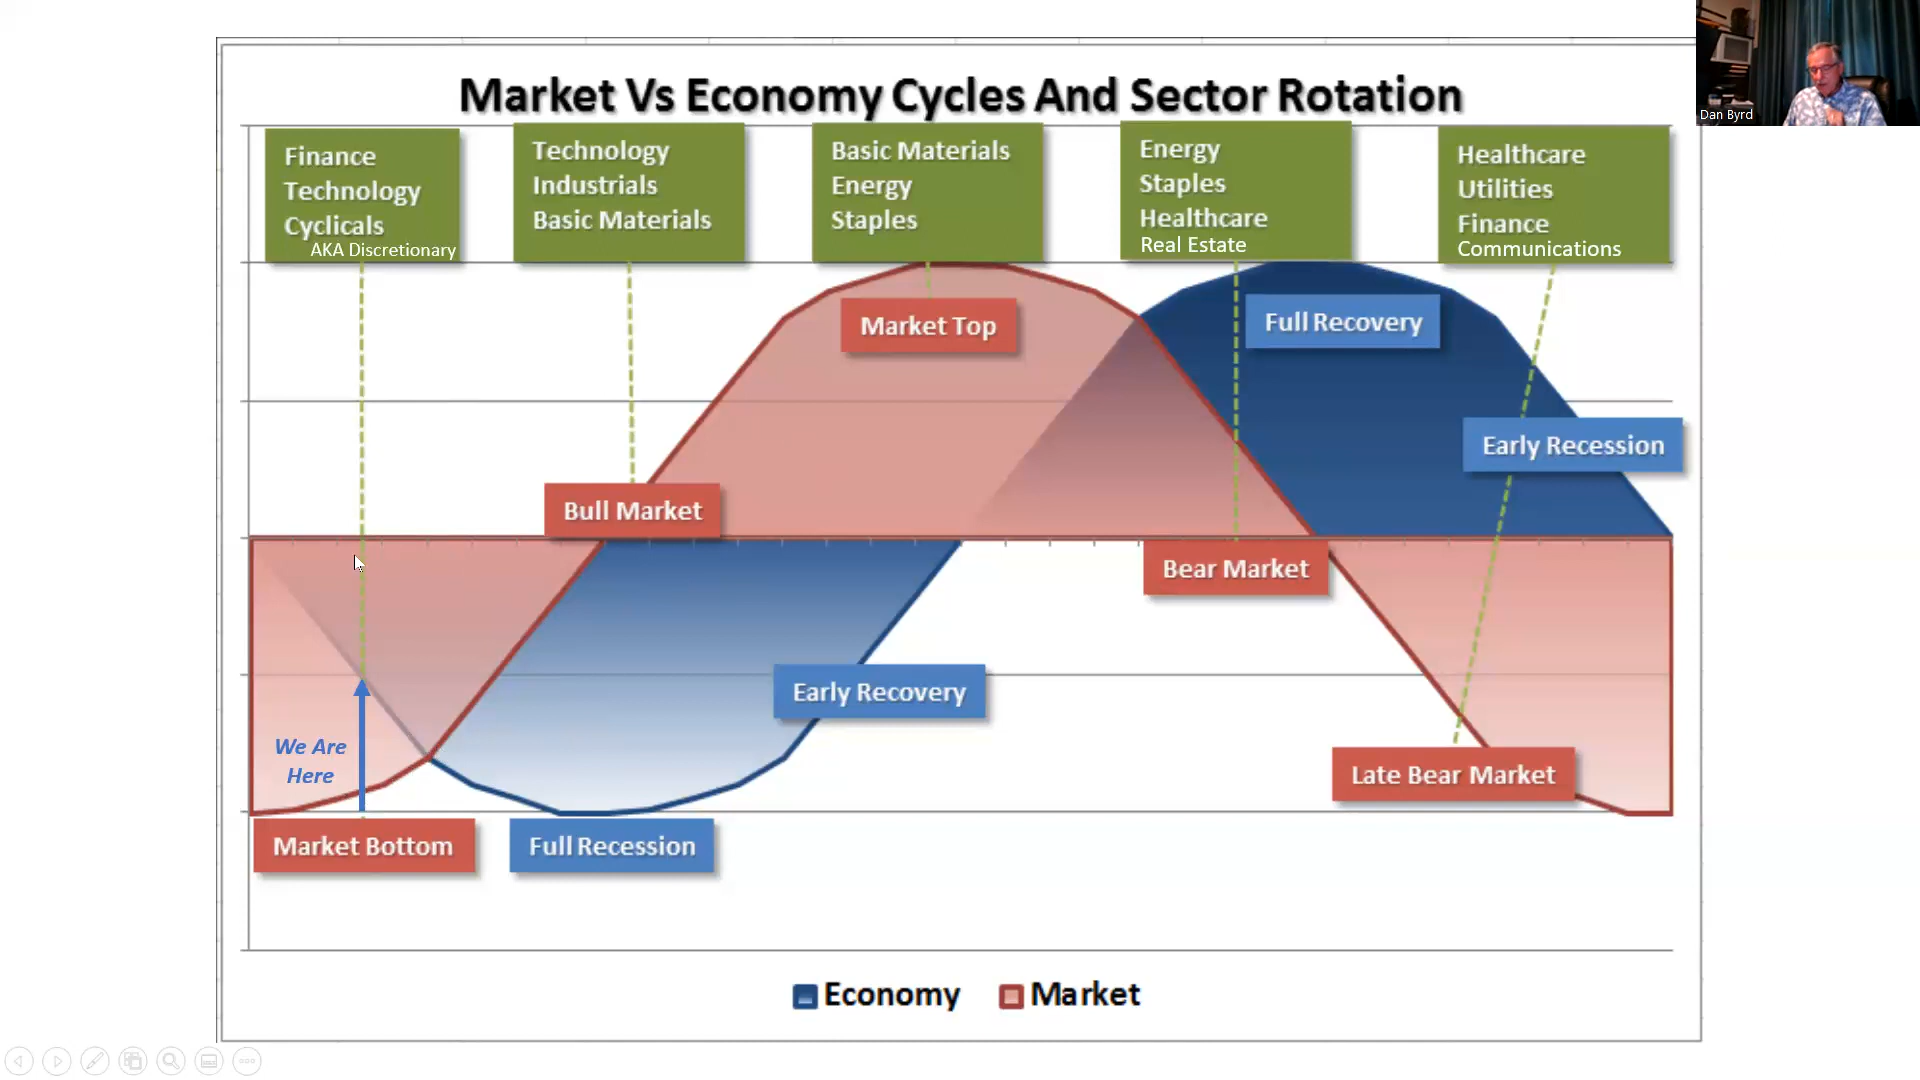 Market Vs Economy Cycles And Sector Rotation
Dan Byrd
Finance
Technology
Cyclicals
AKA Discretionary
Technology
Industrials
Basic Materials
Basic Materials
Energy
Staples
Energy
Staples
Healthcare
Real Estate
Healthcare
Utilities
Finance
Communications
Market Top
Full Recovery
Early Recession
Bull Market
Bear Market
Early Recovery
We Are
Here
Late Bear Market
Market Bottom
Full Recession
Economy
Market